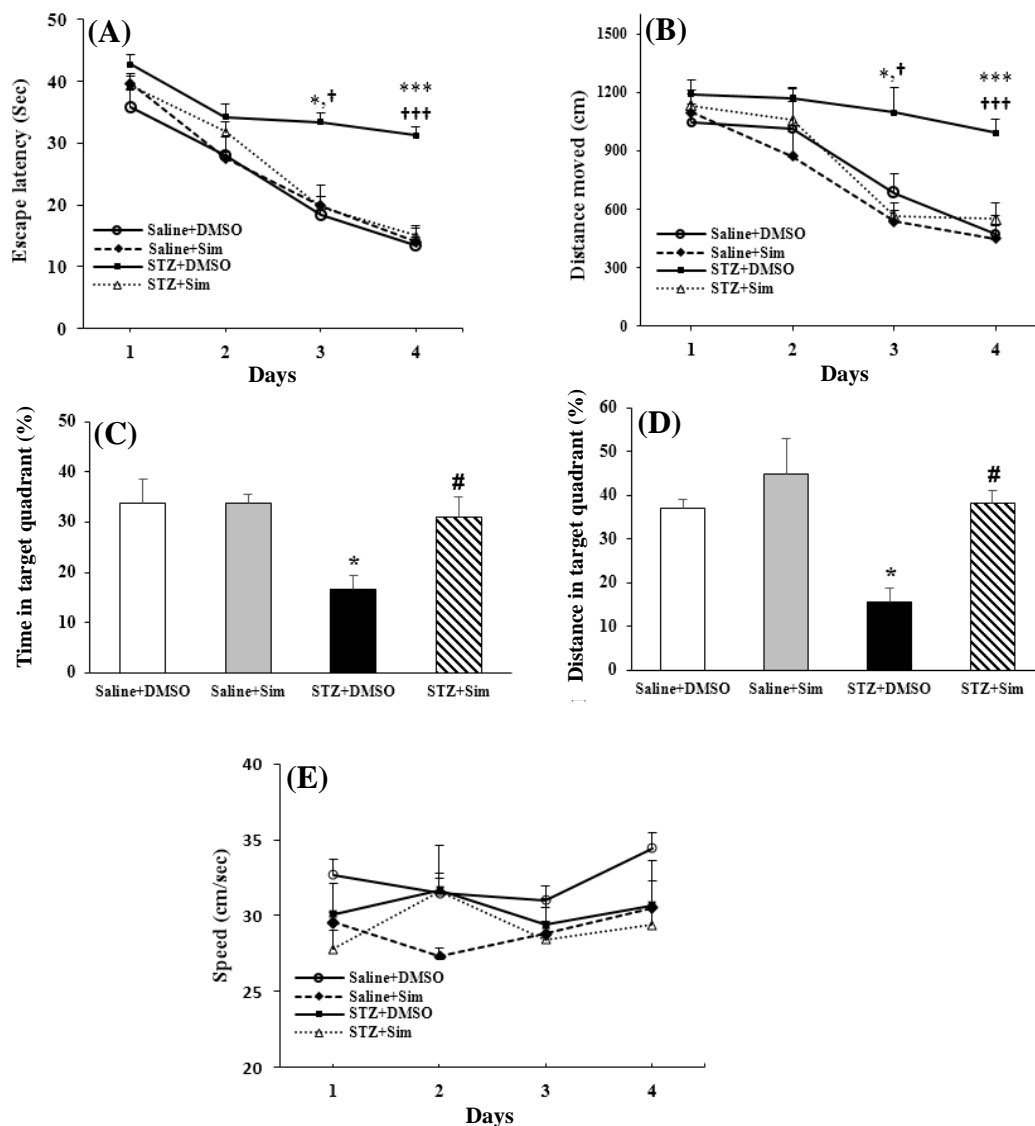 (A)
Escape latency (Sec)
50
40
30
20
10
0
*,†
***
†††
Saline+DMSO
Saline+Sim
STZ+DMSO
STZ+Sim
1 2 3 4
Days
(B)
Distance moved (cm)
1500
1200
900
600
300
0
*,†
***
†††
Saline+DMSO
Saline+Sim
STZ+DMSO
STZ+Sim
1 2 3 4
Days
(C)
Time in target quadrant (%)
50
40
30
20
10
0
*
#
Saline+DMSO Saline+Sim STZ+DMSO STZ+Sim
(D)
Distance in target quadrant (%)
60
50
40
30
20
10
0
*
#
Saline+DMSO Saline+Sim STZ+DMSO STZ+Sim
(E)
Speed (cm/sec)
40
35
30
25
20
Saline+DMSO
Saline+Sim
STZ+DMSO
STZ+Sim
1 2 3 4
Days